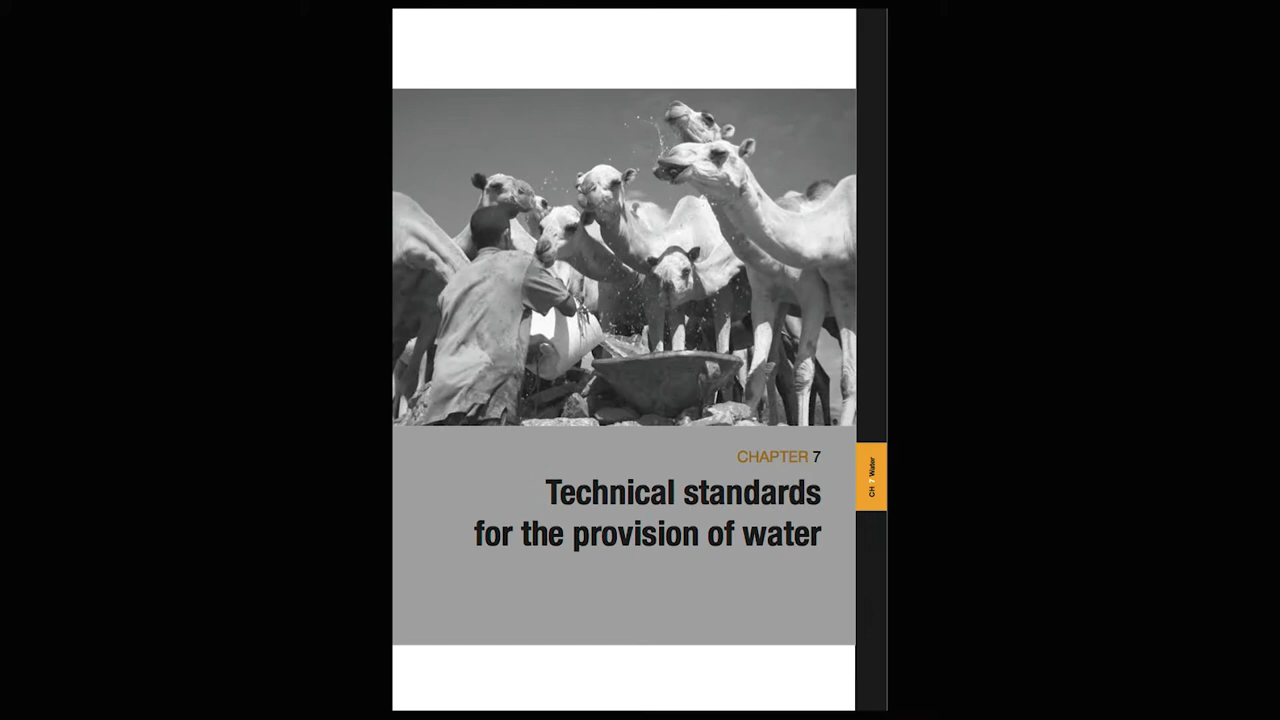 CHAPTER 7
Technical standards
for the provision of water
CH 7 Water